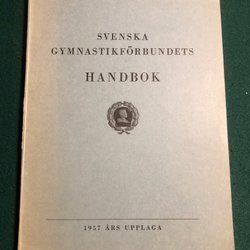 SVENSKA
GYMNASTIKFÖRBUNDETS
HANDBOK
1957 ÅRS UPPLAGA